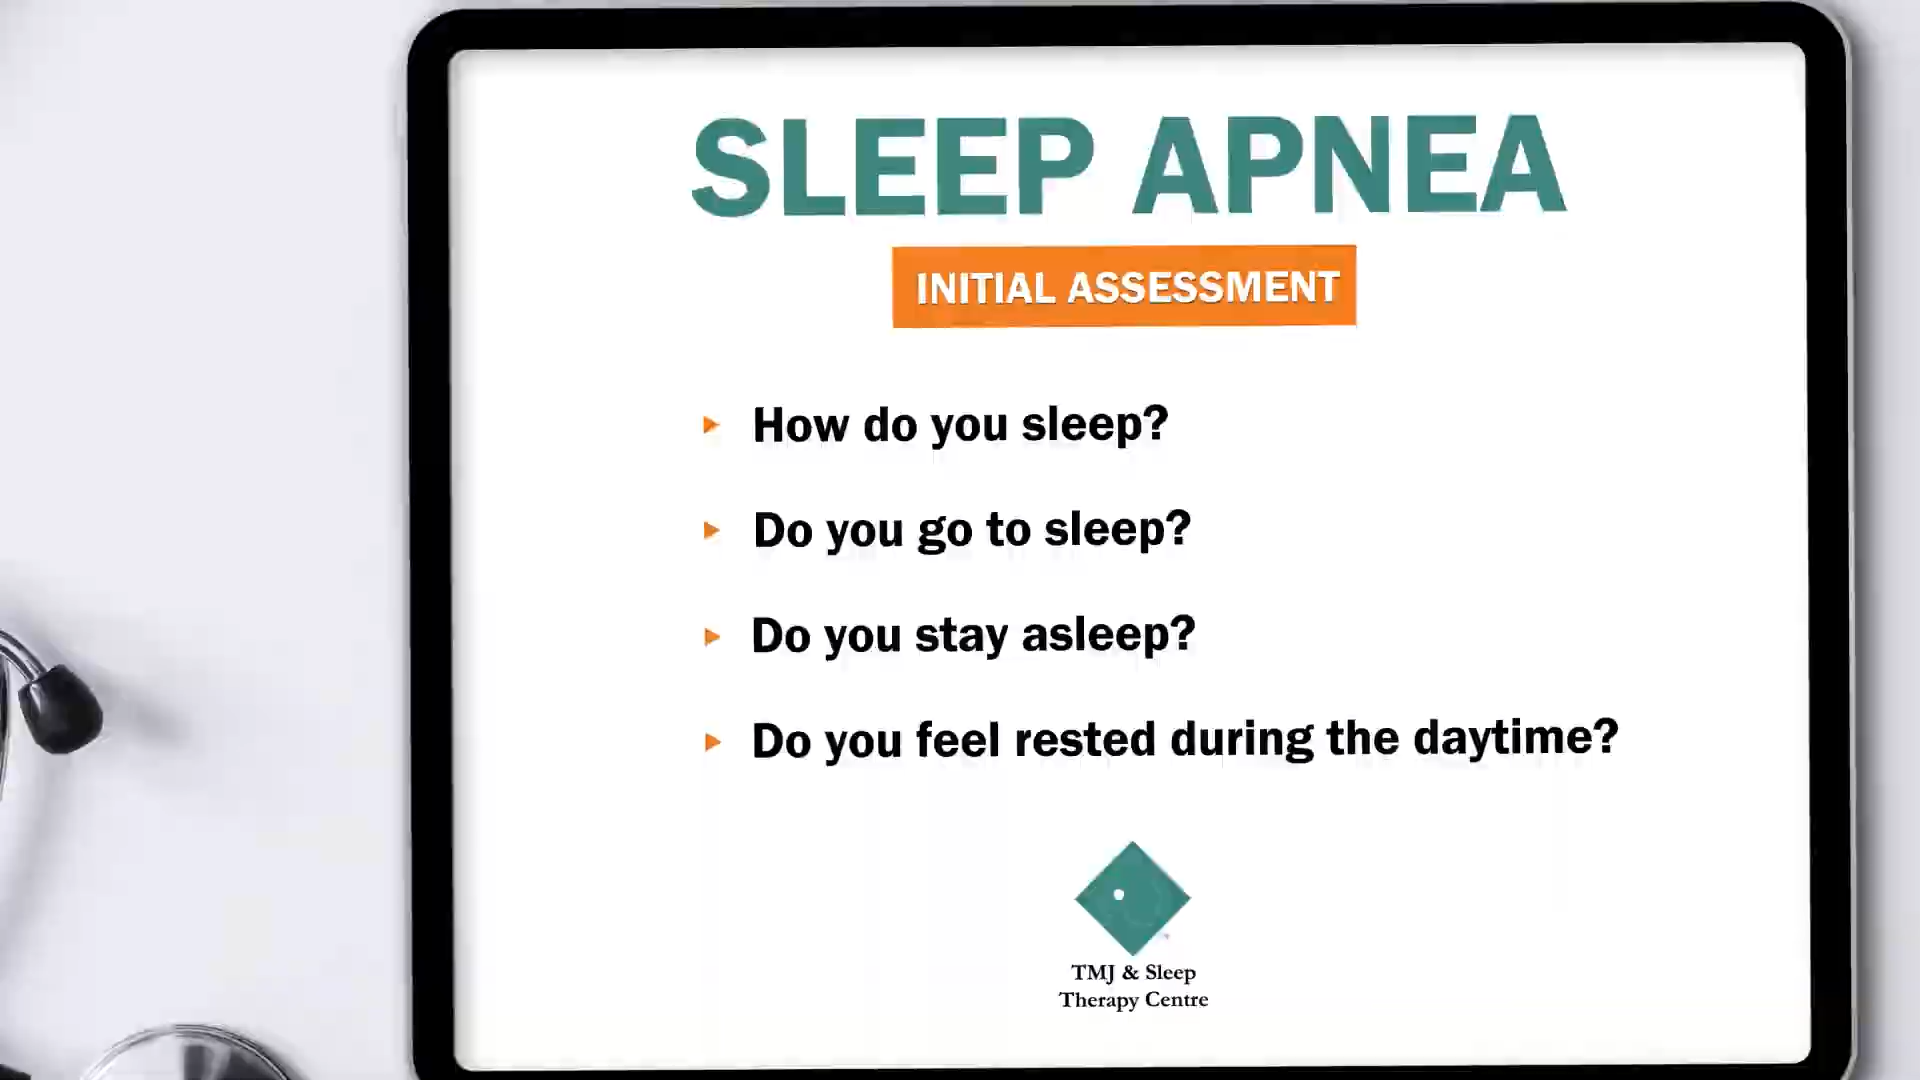 SLEEP APNEA
INITIAL ASSESSMENT
How do you sleep?
Do you go to sleep?
Do you stay asleep?
Do you feel rested during the daytime?
TMJ & Sleep
Therapy Centre